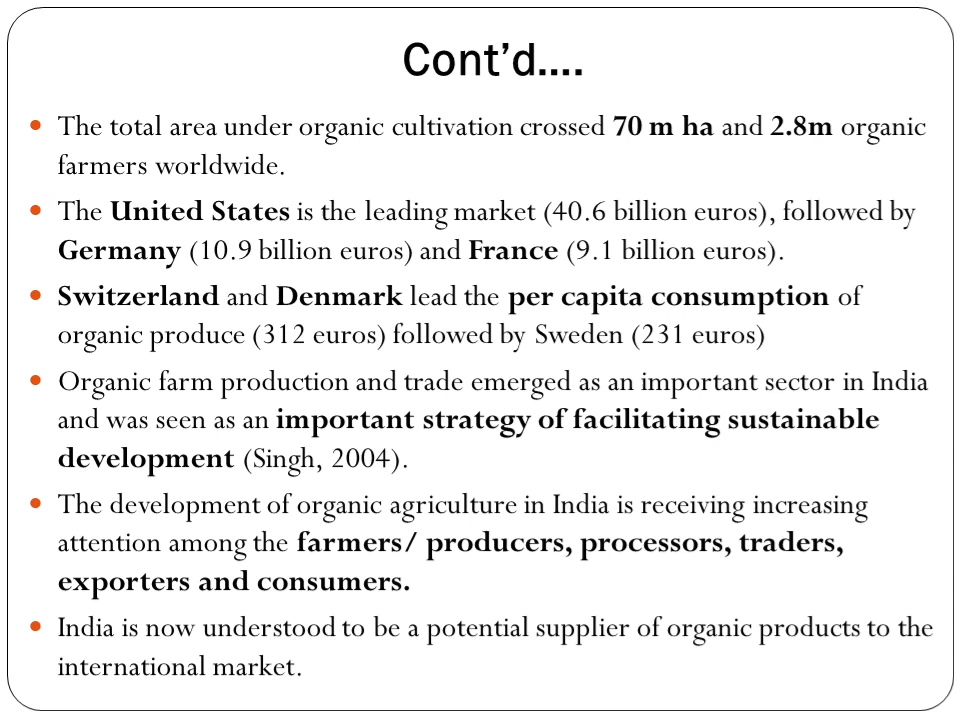 Cont’d....
• The total area under organic cultivation crossed 70 m ha and 2.8m organic
farmers worldwide.
• The United States is the leading market (40.6 billion euros), followed by
Germany (10.9 billion euros) and France (9.1 billion euros).
• Switzerland and Denmark lead the per capita consumption of
organic produce (312 euros) followed by Sweden (231 euros)
• Organic farm production and trade emerged as an important sector in India
and was seen as an important strategy of facilitating sustainable
development (Singh, 2004).
• The development of organic agriculture in India is receiving increasing
attention among the farmers/ producers, processors, traders,
exporters and consumers.
• India is now understood to be a potential supplier of organic products to the
international market.